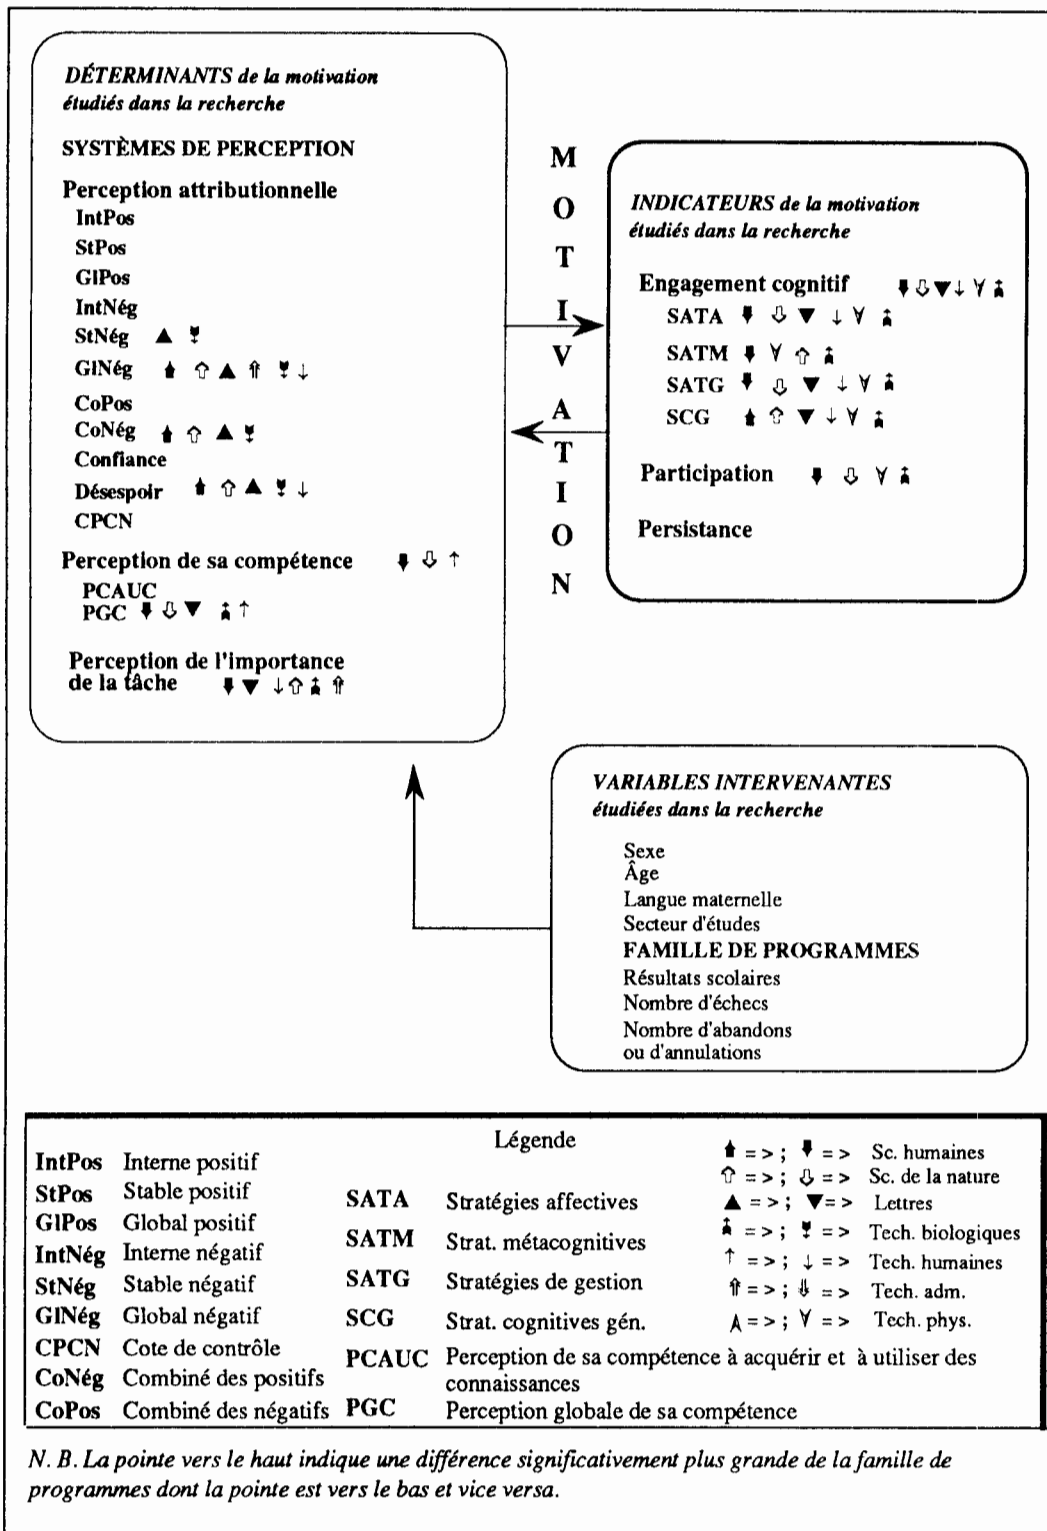 DÉTERMINANTS de la motivation
étudiés dans la recherche
SYSTÈMES DE PERCEPTION
Perception attributionnelle
IntPos
StPos
GlPos
IntNég
StNég ▲
GlNég ⇧ ▲ ⇑ ↓
CoPos
CoNég ⇧ ▲
Confiance
Désespoir ⇧ ▲ ↓
CPCN
Perception de sa compétence ⇩ ↑
PCAUC
PGC ⇩ ▼ ↑
Perception de l'importance
de la tâche ▼ ↓ ⇧ ⇑
MOTIVATION
INDICATEURS de la motivation
étudiés dans la recherche
Engagement cognitif ⇩ ▼ ↓ ∀
SATA ⇩ ▼ ↓ ∀
SATM ∀ ⇧
SATG ⇩ ▼ ↓ ∀
SCG ⇧ ▼ ↓ ∀
Participation ⇩ ∀
Persistance
VARIABLES INTERVENANTES
étudiées dans la recherche
Sexe
Âge
Langue maternelle
Secteur d'études
FAMILLE DE PROGRAMMES
Résultats scolaires
Nombre d'échecs
Nombre d'abandons
ou d'annulations
Légende
IntPos Interne positif
StPos Stable positif
GlPos Global positif
IntNég Interne négatif
StNég Stable négatif
GlNég Global négatif
CPCN Cote de contrôle
CoNég Combiné des positifs
CoPos Combiné des négatifs
SATA Stratégies affectives
SATM Strat. métacognitives
SATG Stratégies de gestion
SCG Strat. cognitives gén.
PCAUC Perception de sa compétence à acquérir et à utiliser des
connaissances
PGC Perception globale de sa compétence
= > ; = > Sc. humaines
⇧ = > ; ⇩ = > Sc. de la nature
▲ = > ; ▼ = > Lettres
= > ; = > Tech. biologiques
↑ = > ; ↓ = > Tech. humaines
⇑ = > ; ⇓ = > Tech. adm.
A = > ; ∀ = > Tech. phys.
N. B. La pointe vers le haut indique une différence significativement plus grande de la famille de
programmes dont la pointe est vers le bas et vice versa.